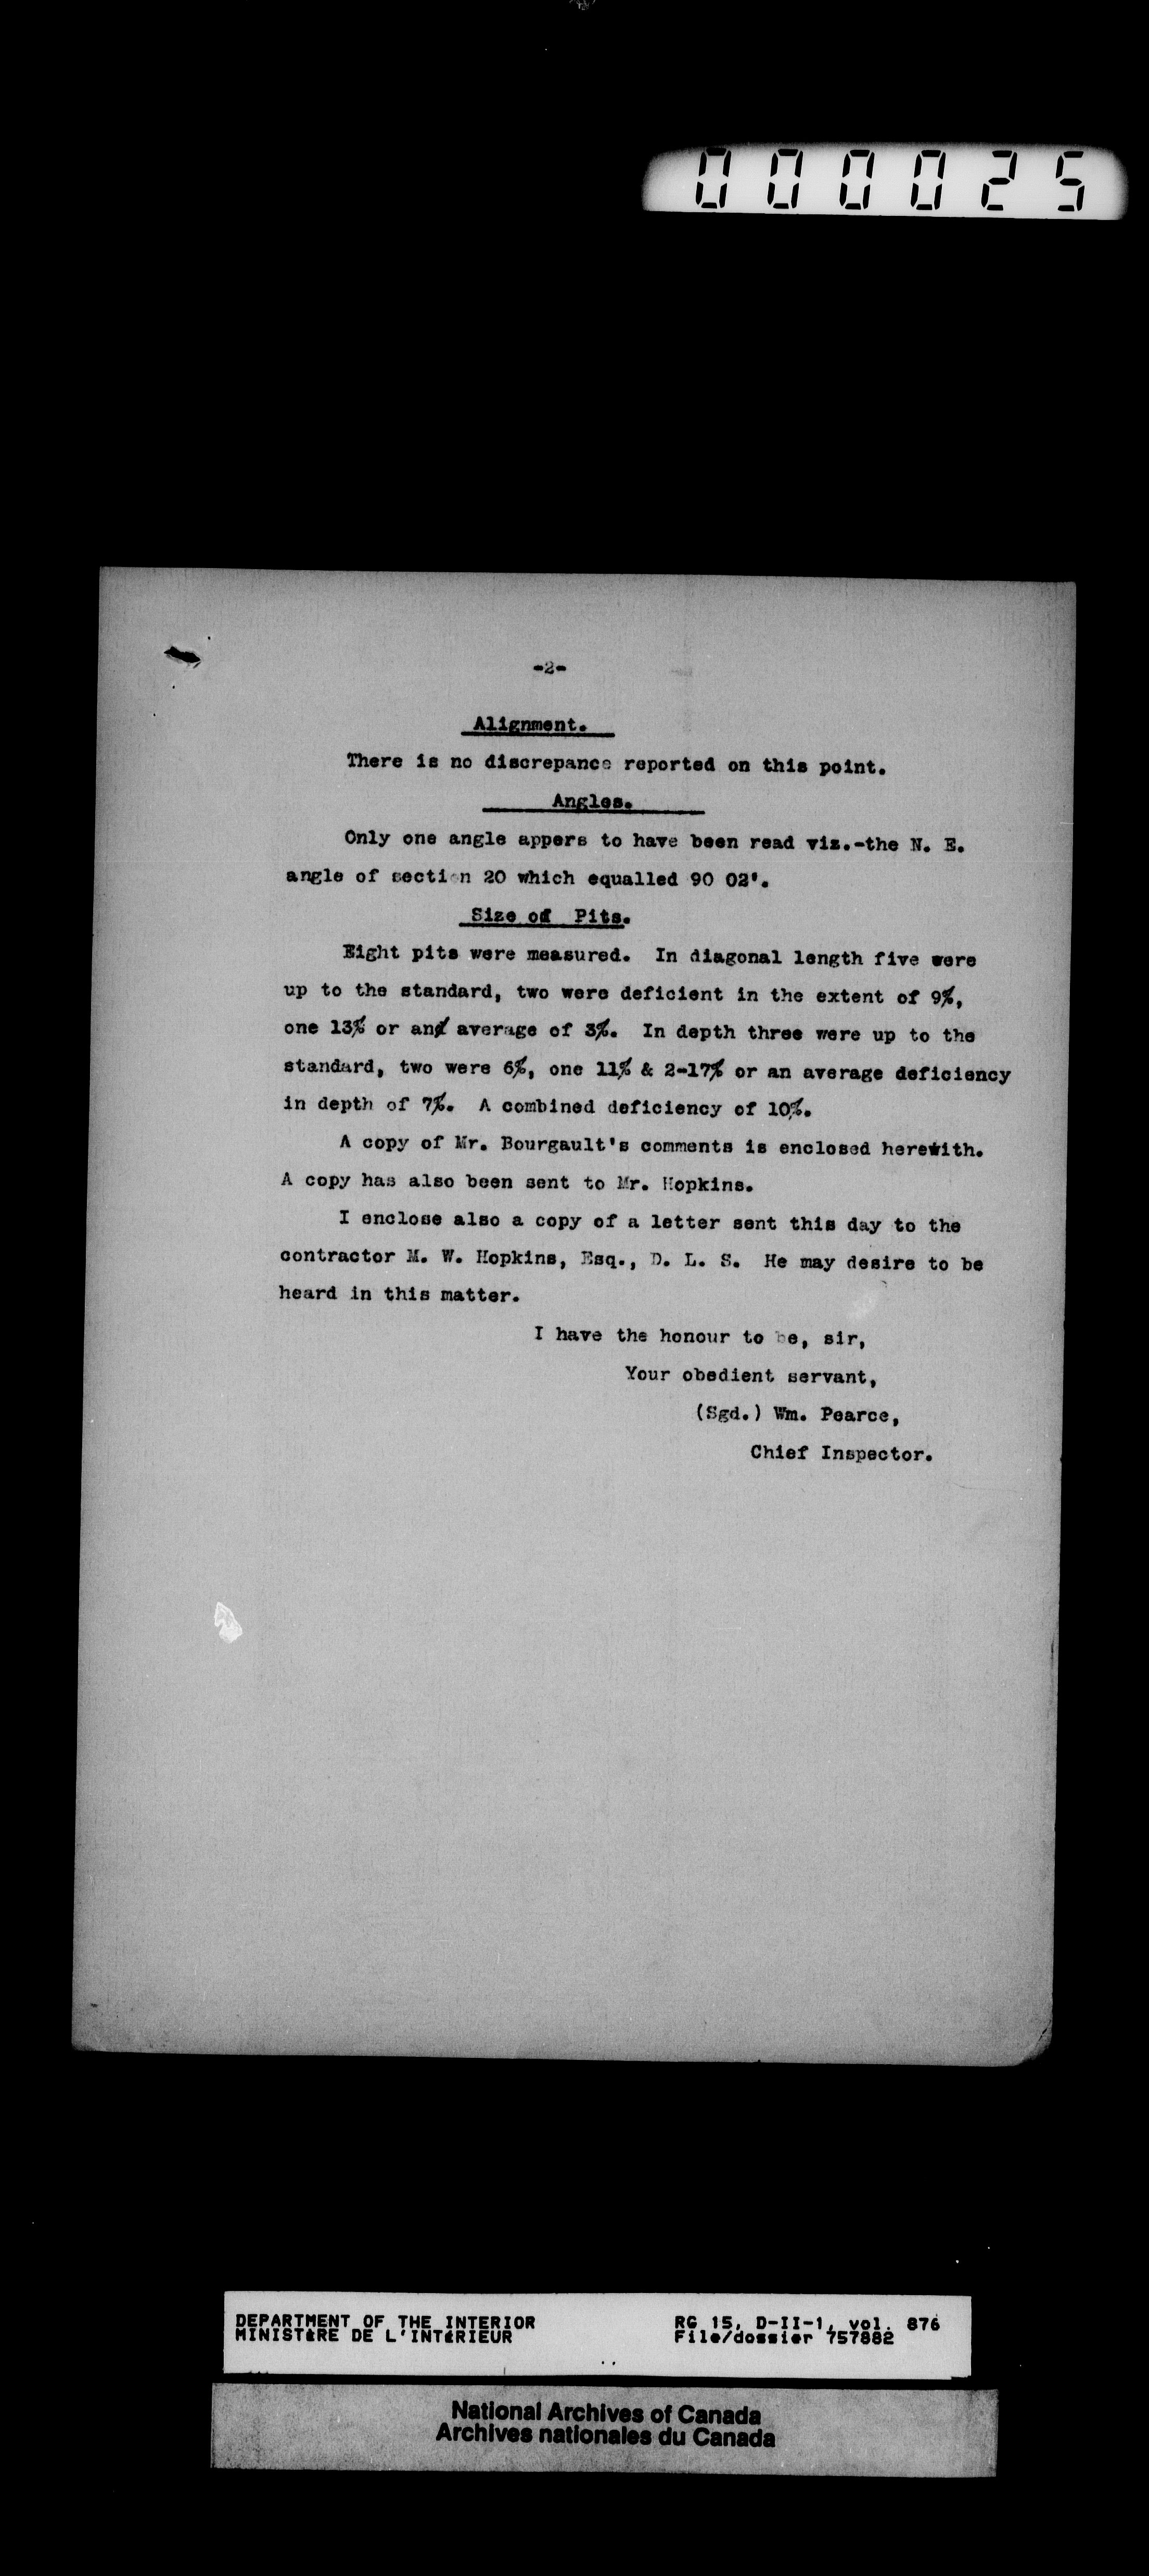 000025
-2-
Alignment.
There is no discrepance reported on this point.
Angles.
Only one angle appers to have been read viz.-the N. E.
angle of section 20 which equalled 90 02'.
Size of Pits.
Eight pits were measured. In diagonal length five were
up to the standard, two were deficient in the extent of 9%,
one 13% or an average of 3%. In depth three were up to the
standard, two were 6%, one 11% & 2-17% or an average deficiency
in depth of 7%. A combined deficiency of 10%.
A copy of Mr. Bourgault's comments is enclosed herewith.
A copy has also been sent to Mr. Hopkins.
I enclose also a copy of a letter sent this day to the
contractor M. W. Hopkins, Esq., D. L. S. He may desire to be
heard in this matter.
I have the honour to be, sir,
Your obedient servant,
(Sgd.) Wm. Pearce,
Chief Inspector.
DEPARTMENT OF THE INTERIOR RG 15, D-II-1, vol. 876
MINISTÈRE DE L'INTÉRIEUR File/dossier 757882
National Archives of Canada
Archives nationales du Canada